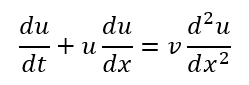 du/dt + u du/dx = v d²u/dx²